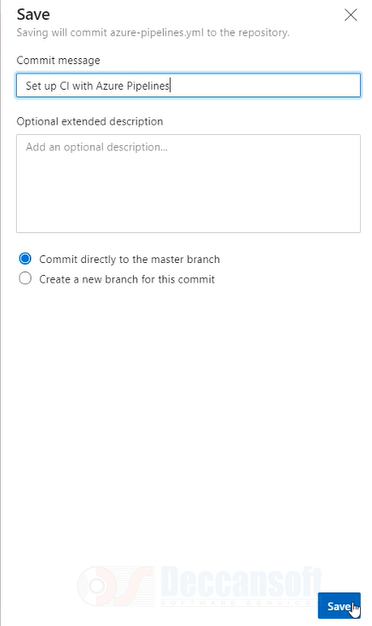 Save
Saving will commit azure-pipelines.yml to the repository.
Commit message
Set up CI with Azure Pipelines
Optional extended description
Add an optional description...
Commit directly to the master branch
Create a new branch for this commit
Deccansoft
Save